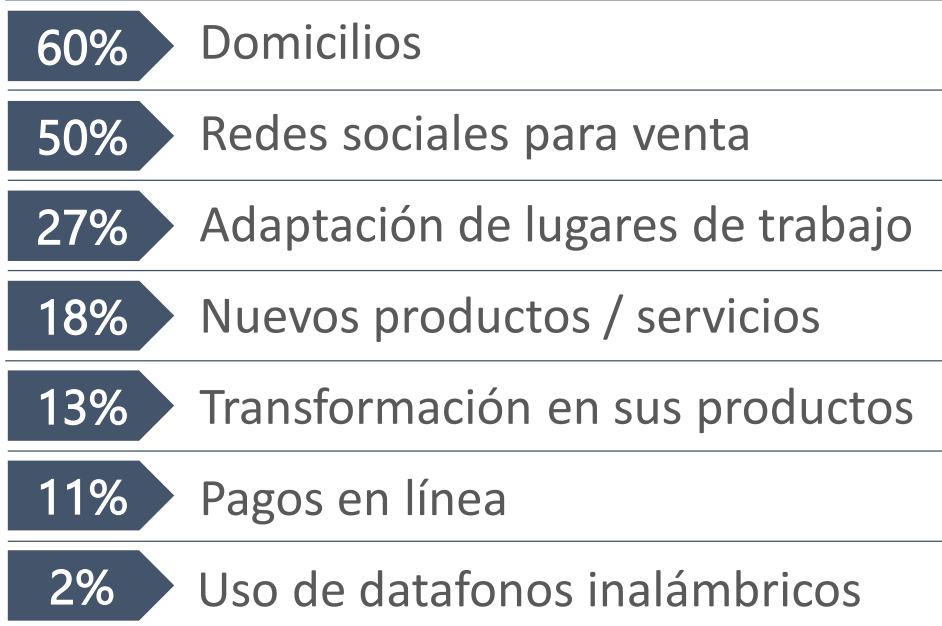 60% Domicilios
50% Redes sociales para venta
27% Adaptación de lugares de trabajo
18% Nuevos productos / servicios
13% Transformación en sus productos
11% Pagos en línea
2% Uso de datafonos inalámbricos